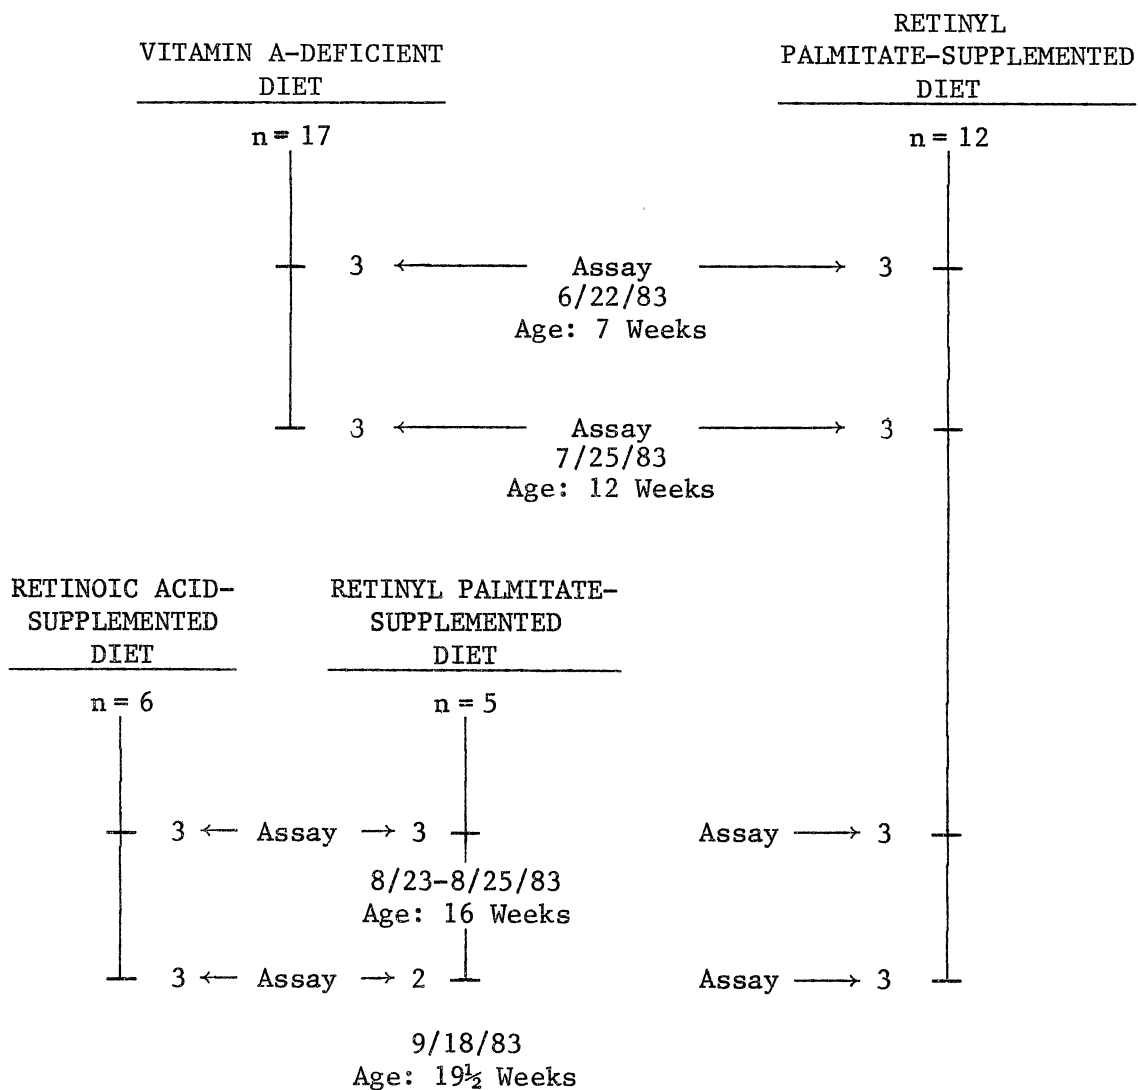 VITAMIN A-DEFICIENT
DIET
n = 17
RETINYL
PALMITATE-SUPPLEMENTED
DIET
n = 12
3 ← Assay → 3
6/22/83
Age: 7 Weeks
3 ← Assay → 3
7/25/83
Age: 12 Weeks
RETINOIC ACID-
SUPPLEMENTED
DIET
n = 6
RETINYL PALMITATE-
SUPPLEMENTED
DIET
n = 5
3 ← Assay → 3
Assay → 3
8/23-8/25/83
Age: 16 Weeks
3 ← Assay → 2
Assay → 3
9/18/83
Age: 19½ Weeks